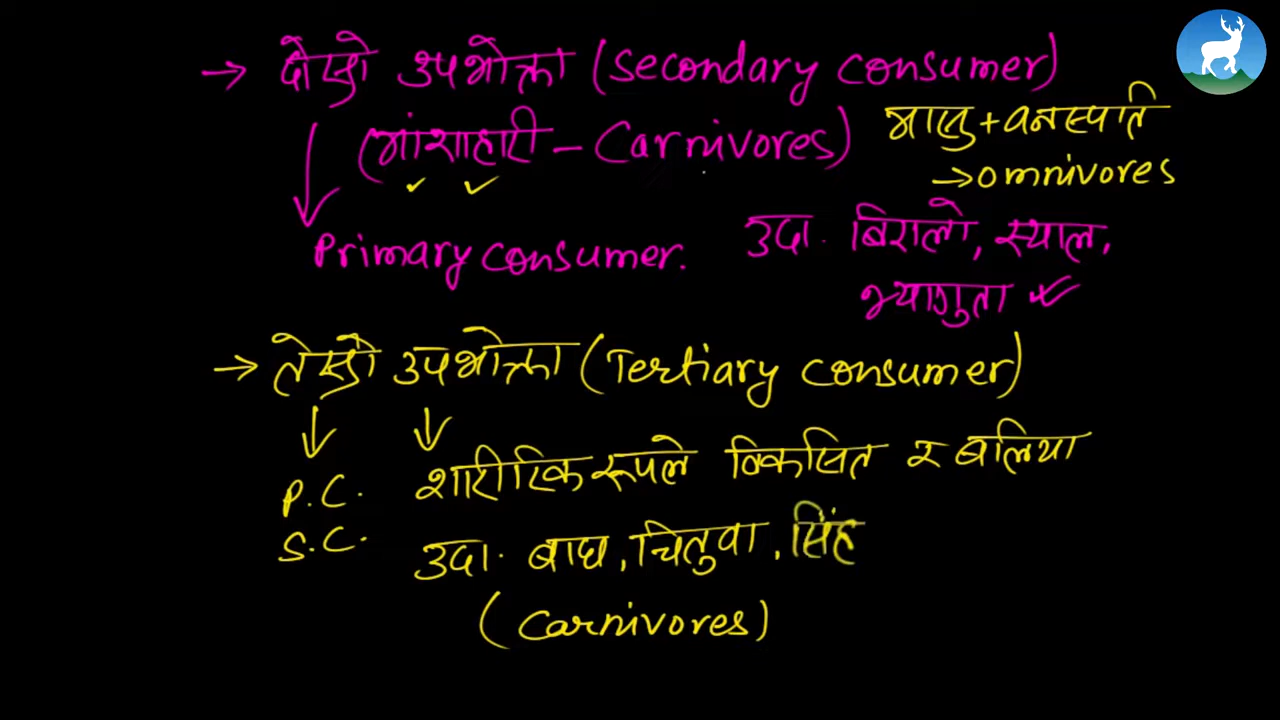 → दोस्रो उपभोक्ता (Secondary consumer)
(मांशाहारी – Carnivores)
मासु + वनस्पति
→ omnivores
Primary consumer.
उदा. बिरालो, स्याल,
भ्यागुता ✓
→ तेस्रो उपभोक्ता (Tertiary consumer)
P.C. शारीरिक रूपले विकसित र बलिया
S.C. उदा. बाघ, चितुवा, सिंह
(Carnivores)